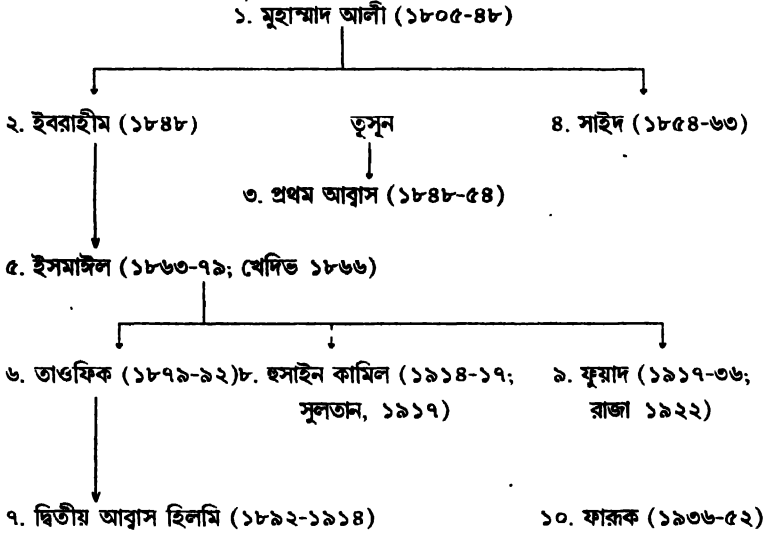 ১. মুহাম্মাদ আলী (১৮০৫-৪৮)
২. ইবরাহীম (১৮৪৮) তূসূন ৪. সাইদ (১৮৫৪-৬৩)
৩. প্রথম আব্বাস (১৮৪৮-৫৪)
৫. ইসমাঈল (১৮৬৩-৭৯; খেদিভ ১৮৬৬)
৬. তাওফিক (১৮৭৯-৯২)৮. হুসাইন কামিল (১৯১৪-১৭; ৯. ফুয়াদ (১৯১৭-৩৬;
সুলতান, ১৯১৭) রাজা ১৯২২)
৭. দ্বিতীয় আব্বাস হিলমি (১৮৯২-১৯১৪) ১০. ফারূক (১৯৩৬-৫২)